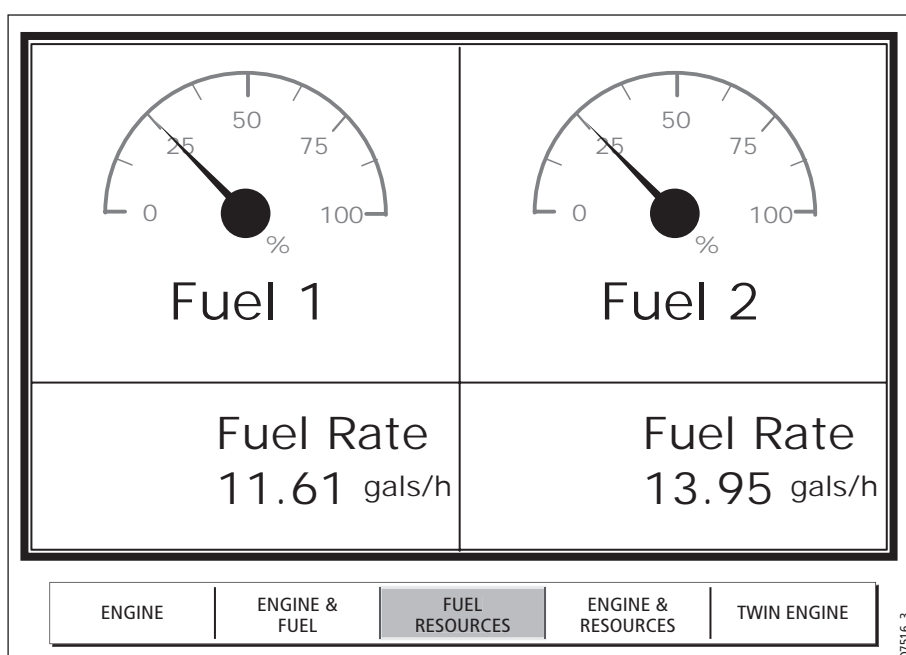 50
25
75
0
100
%
Fuel 1
50
25
75
0
100
%
Fuel 2
Fuel Rate
11.61 gals/h
Fuel Rate
13.95 gals/h
ENGINE
ENGINE &
FUEL
FUEL
RESOURCES
ENGINE &
RESOURCES
TWIN ENGINE